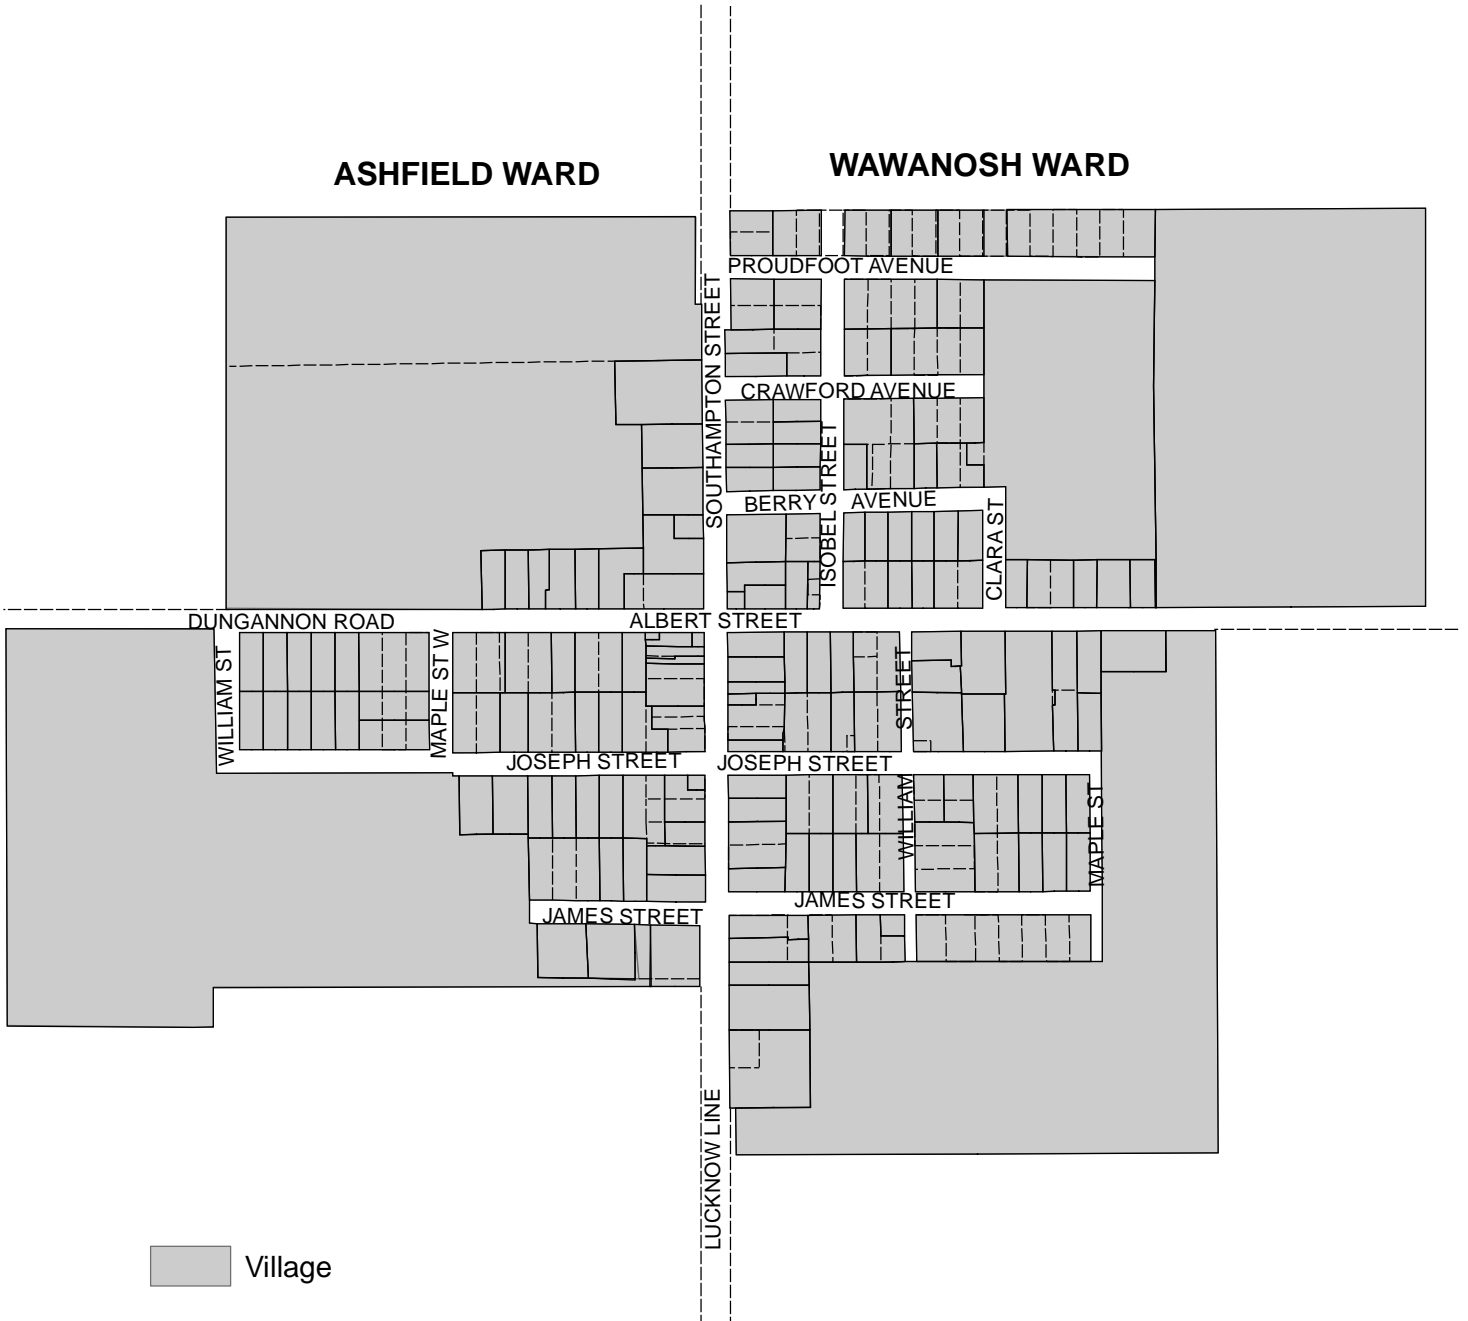 ASHFIELD WARD
WAWANOSH WARD
PROUDFOOT AVENUE
SOUTHAMPTON STREET
CRAWFORD AVENUE
ISOBEL STREET
BERRY AVENUE
CLARA ST
DUNGANNON ROAD
ALBERT STREET
WILLIAM ST
MAPLE ST W
WILLIAM STREET
JOSEPH STREET
JOSEPH STREET
MAPLE ST
JAMES STREET
JAMES STREET
LUCKNOW LINE
Village